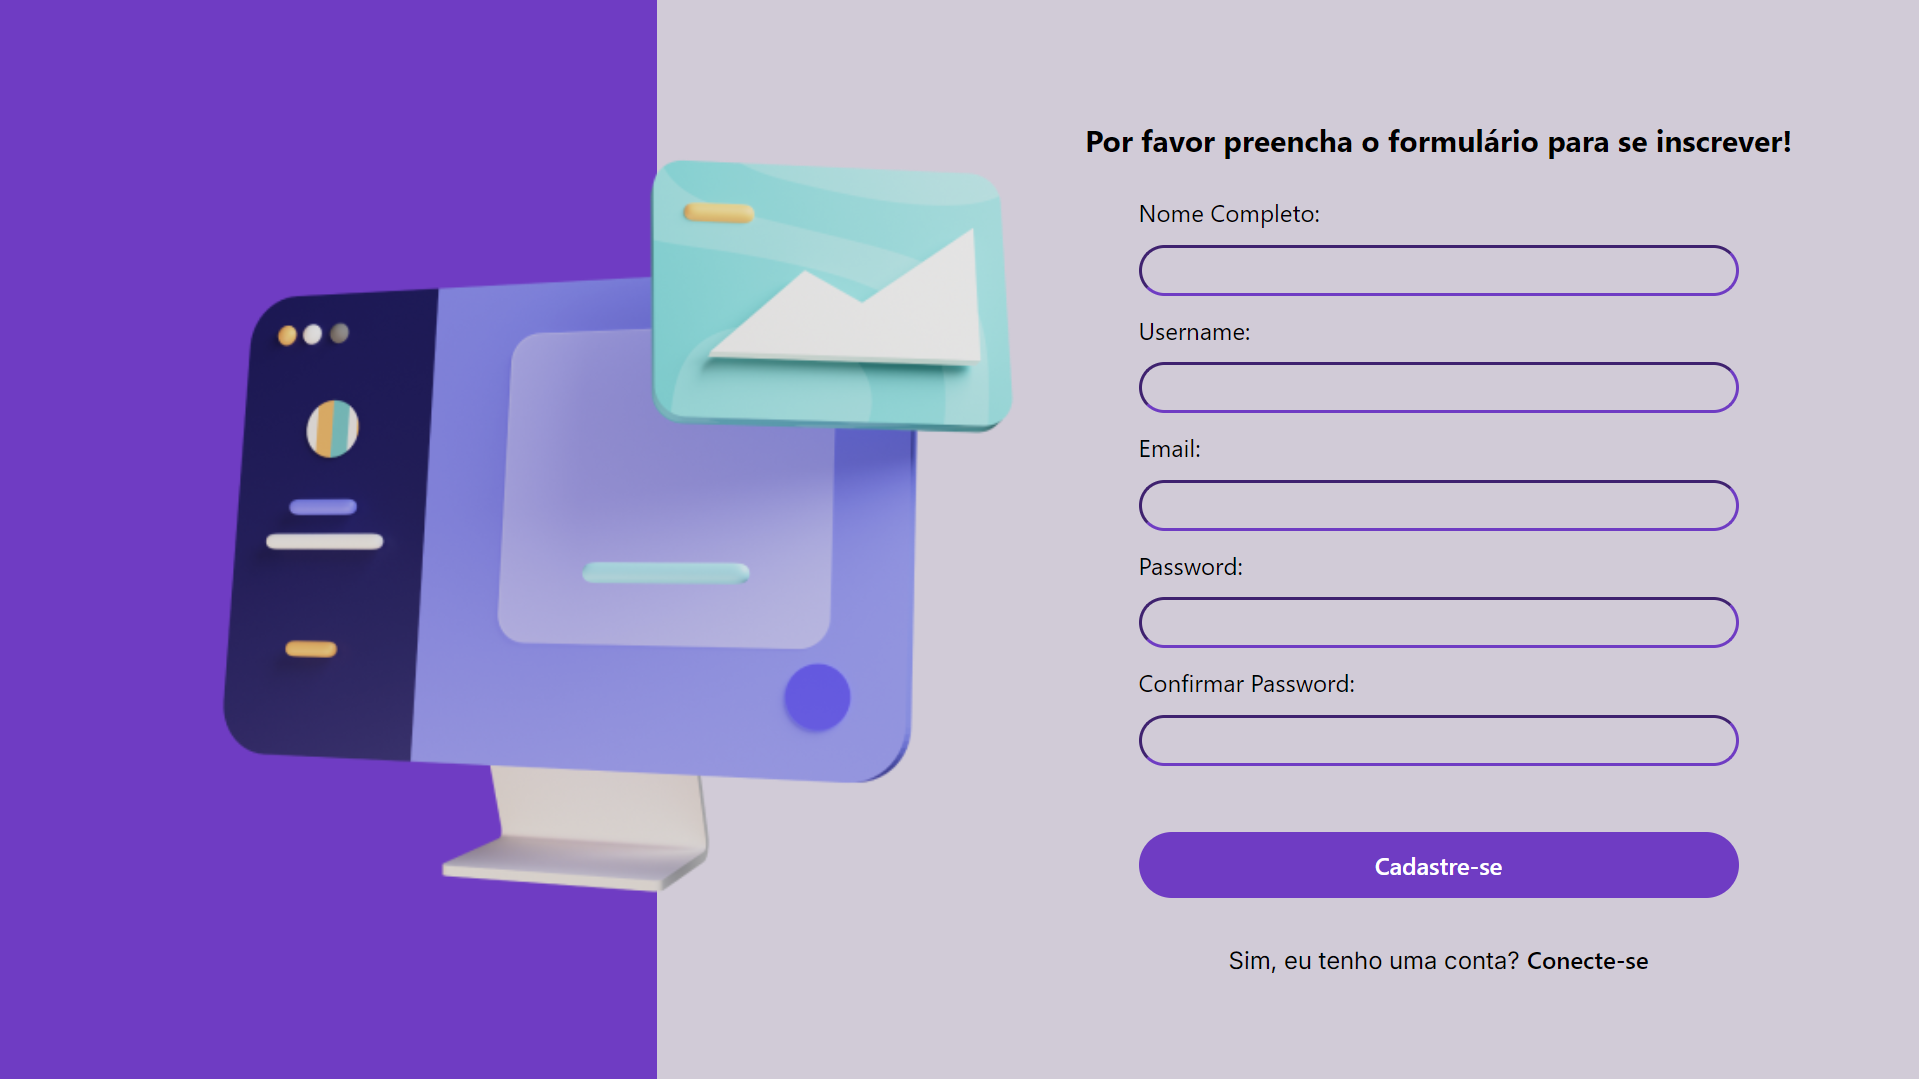 Por favor preencha o formulário para se inscrever!
Nome Completo:
Username:
Email:
Password:
Confirmar Password:
Cadastre-se
Sim, eu tenho uma conta? Conecte-se